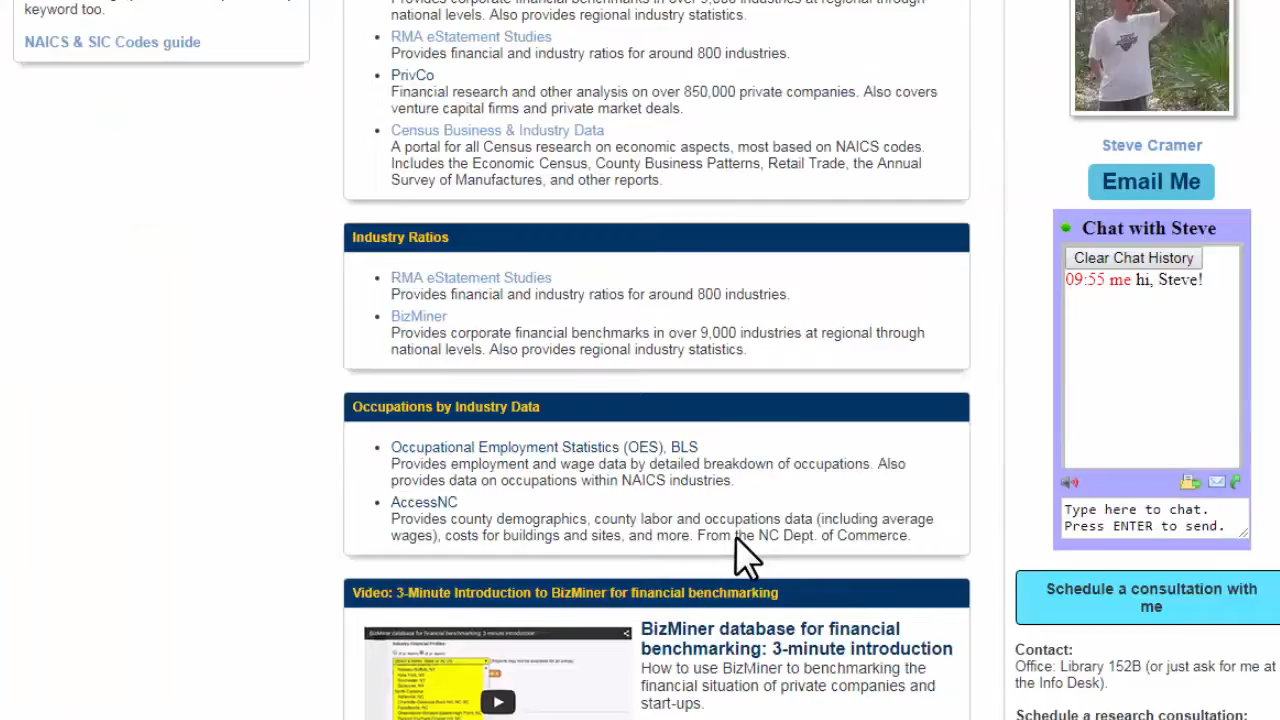 keyword too.
NAICS & SIC Codes guide
national levels. Also provides regional industry statistics.
RMA eStatement Studies
Provides financial and industry ratios for around 800 industries.
PrivCo
Financial research and other analysis on over 850,000 private companies. Also covers
venture capital firms and private market deals.
Census Business & Industry Data
A portal for all Census research on economic aspects, most based on NAICS codes.
Includes the Economic Census, County Business Patterns, Retail Trade, the Annual
Survey of Manufactures, and other reports.
Industry Ratios
RMA eStatement Studies
Provides financial and industry ratios for around 800 industries.
BizMiner
Provides corporate financial benchmarks in over 9,000 industries at regional through
national levels. Also provides regional industry statistics.
Occupations by Industry Data
Occupational Employment Statistics (OES), BLS
Provides employment and wage data by detailed breakdown of occupations. Also
provides data on occupations within NAICS industries.
AccessNC
Provides county demographics, county labor and occupations data (including average
wages), costs for buildings and sites, and more. From the NC Dept. of Commerce.
Video: 3-Minute Introduction to BizMiner for financial benchmarking
BizMiner database for financial benchmarking: 3-minute introduction
BizMiner database for financial
benchmarking: 3-minute introduction
How to use BizMiner to benchmarking the
financial situation of private companies and
start-ups.
Steve Cramer
Email Me
Chat with Steve
Clear Chat History
09:55 me hi, Steve!
Type here to chat.
Press ENTER to send.
Schedule a consultation with
me
Contact:
Office: Library 152B (or just ask for me at
the Info Desk).
Schedule a research consultation: